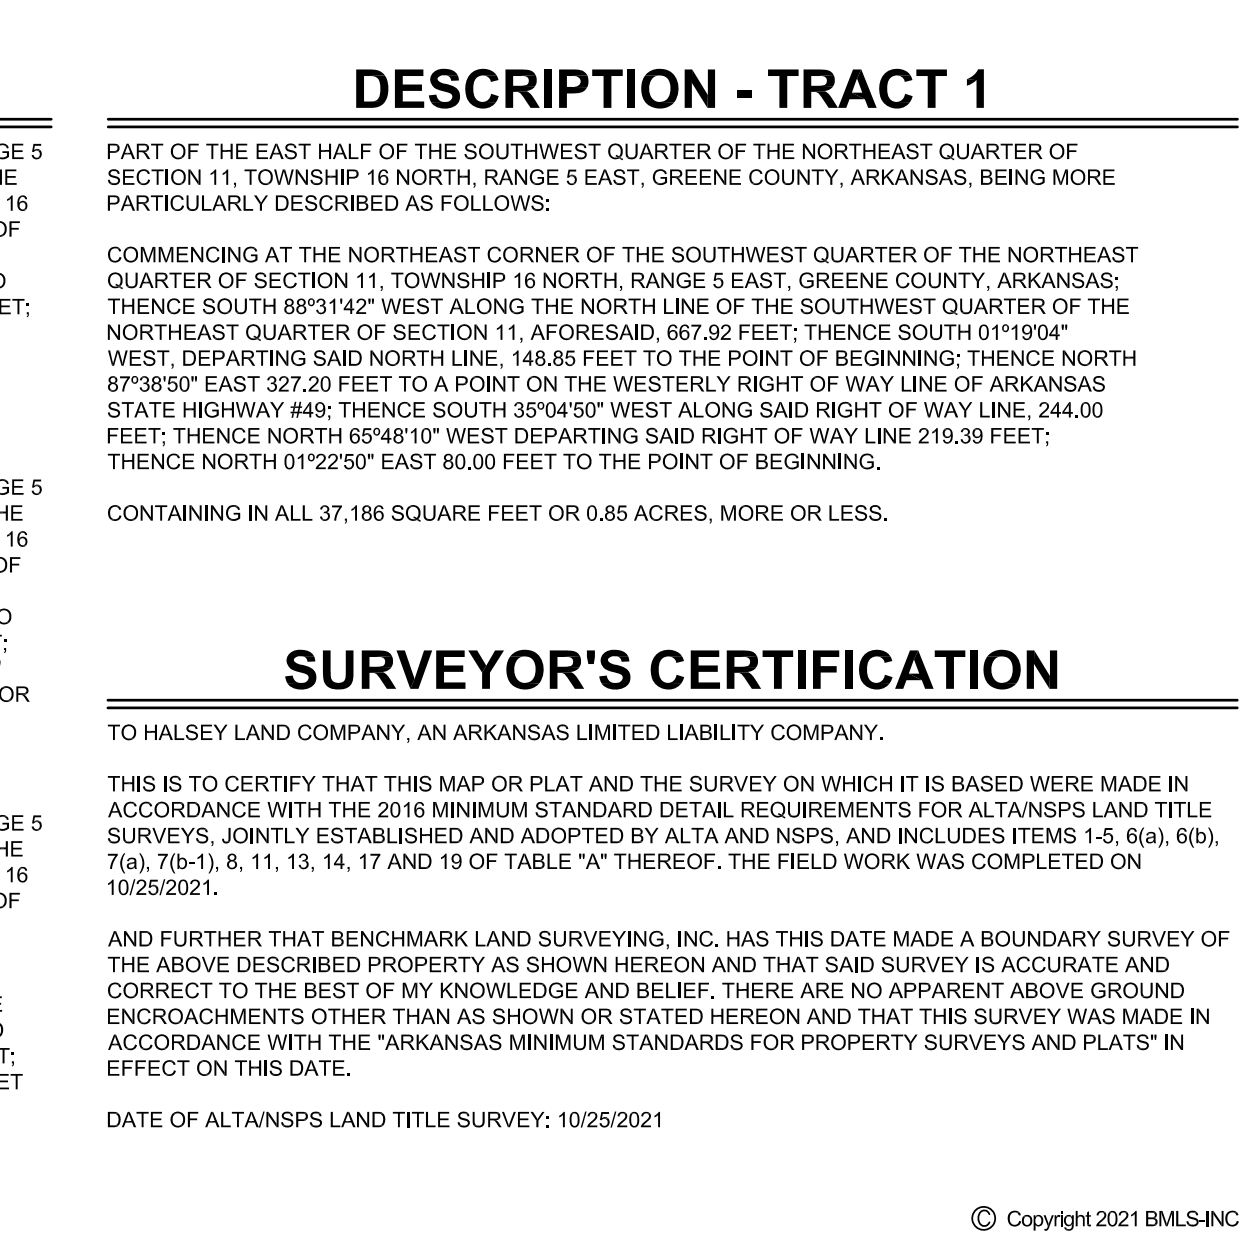 DESCRIPTION - TRACT 1
PART OF THE EAST HALF OF THE SOUTHWEST QUARTER OF THE NORTHEAST QUARTER OF
SECTION 11, TOWNSHIP 16 NORTH, RANGE 5 EAST, GREENE COUNTY, ARKANSAS, BEING MORE
PARTICULARLY DESCRIBED AS FOLLOWS:
COMMENCING AT THE NORTHEAST CORNER OF THE SOUTHWEST QUARTER OF THE NORTHEAST
QUARTER OF SECTION 11, TOWNSHIP 16 NORTH, RANGE 5 EAST, GREENE COUNTY, ARKANSAS;
THENCE SOUTH 88º31'42" WEST ALONG THE NORTH LINE OF THE SOUTHWEST QUARTER OF THE
NORTHEAST QUARTER OF SECTION 11, AFORESAID, 667.92 FEET; THENCE SOUTH 01º19'04"
WEST, DEPARTING SAID NORTH LINE, 148.85 FEET TO THE POINT OF BEGINNING; THENCE NORTH
87º38'50" EAST 327.20 FEET TO A POINT ON THE WESTERLY RIGHT OF WAY LINE OF ARKANSAS
STATE HIGHWAY #49; THENCE SOUTH 35º04'50" WEST ALONG SAID RIGHT OF WAY LINE, 244.00
FEET; THENCE NORTH 65º48'10" WEST DEPARTING SAID RIGHT OF WAY LINE 219.39 FEET;
THENCE NORTH 01º22'50" EAST 80.00 FEET TO THE POINT OF BEGINNING.
CONTAINING IN ALL 37,186 SQUARE FEET OR 0.85 ACRES, MORE OR LESS.
SURVEYOR'S CERTIFICATION
TO HALSEY LAND COMPANY, AN ARKANSAS LIMITED LIABILITY COMPANY.
THIS IS TO CERTIFY THAT THIS MAP OR PLAT AND THE SURVEY ON WHICH IT IS BASED WERE MADE IN
ACCORDANCE WITH THE 2016 MINIMUM STANDARD DETAIL REQUIREMENTS FOR ALTA/NSPS LAND TITLE
SURVEYS, JOINTLY ESTABLISHED AND ADOPTED BY ALTA AND NSPS, AND INCLUDES ITEMS 1-5, 6(a), 6(b),
7(a), 7(b-1), 8, 11, 13, 14, 17 AND 19 OF TABLE "A" THEREOF. THE FIELD WORK WAS COMPLETED ON
10/25/2021.
AND FURTHER THAT BENCHMARK LAND SURVEYING, INC. HAS THIS DATE MADE A BOUNDARY SURVEY OF
THE ABOVE DESCRIBED PROPERTY AS SHOWN HEREON AND THAT SAID SURVEY IS ACCURATE AND
CORRECT TO THE BEST OF MY KNOWLEDGE AND BELIEF. THERE ARE NO APPARENT ABOVE GROUND
ENCROACHMENTS OTHER THAN AS SHOWN OR STATED HEREON AND THAT THIS SURVEY WAS MADE IN
ACCORDANCE WITH THE "ARKANSAS MINIMUM STANDARDS FOR PROPERTY SURVEYS AND PLATS" IN
EFFECT ON THIS DATE.
DATE OF ALTA/NSPS LAND TITLE SURVEY: 10/25/2021
© Copyright 2021 BMLS-INC